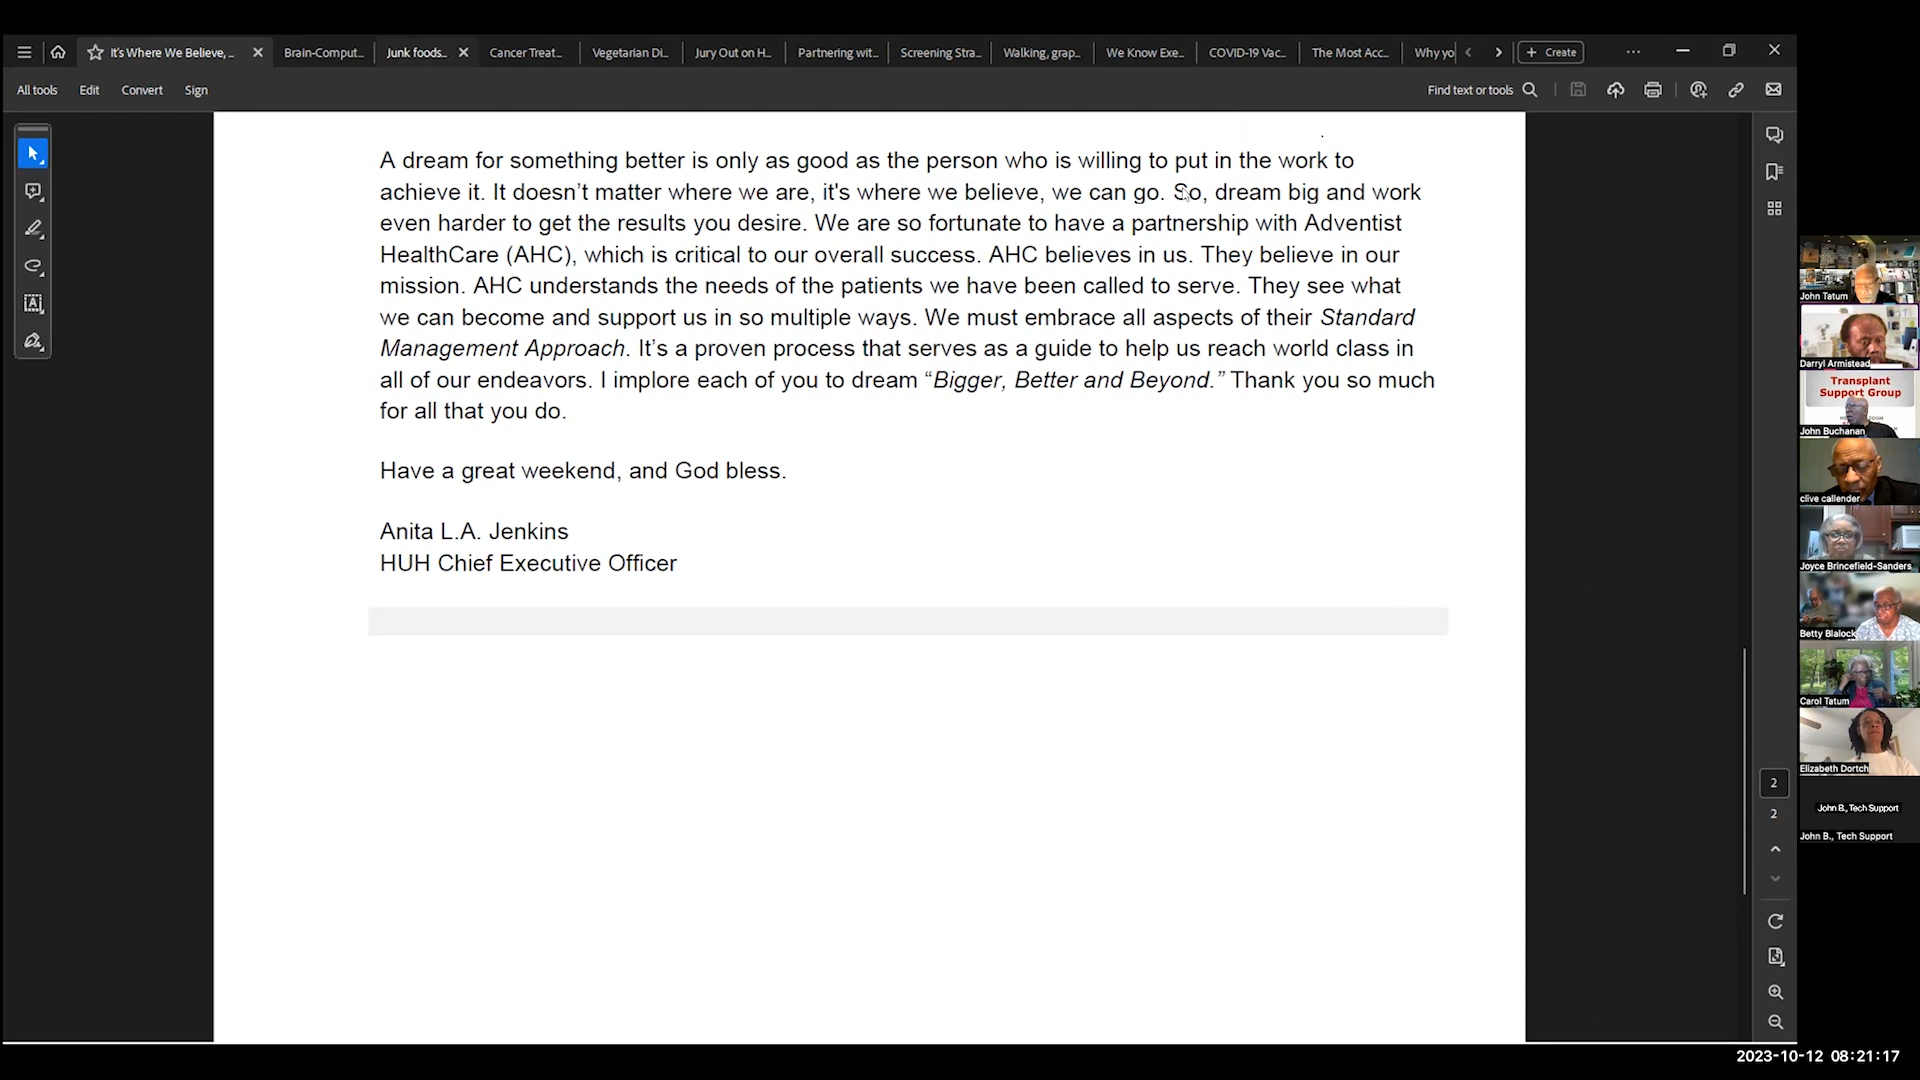 It's Where We Believe, ...
Brain-Comput...
Junk foods...
Cancer Treat...
Vegetarian Di...
Jury Out on H...
Partnering wit...
Screening Stra...
Walking, grap...
We Know Exe...
COVID-19 Vac...
The Most Acc...
Why yo
Create
All tools Edit Convert Sign
Find text or tools
A dream for something better is only as good as the person who is willing to put in the work to
achieve it. It doesn’t matter where we are, it's where we believe, we can go. So, dream big and work
even harder to get the results you desire. We are so fortunate to have a partnership with Adventist
HealthCare (AHC), which is critical to our overall success. AHC believes in us. They believe in our
mission. AHC understands the needs of the patients we have been called to serve. They see what
we can become and support us in so multiple ways. We must embrace all aspects of their Standard
Management Approach. It’s a proven process that serves as a guide to help us reach world class in
all of our endeavors. I implore each of you to dream “Bigger, Better and Beyond.” Thank you so much
for all that you do.
Have a great weekend, and God bless.
Anita L.A. Jenkins
HUH Chief Executive Officer
John Tatum
Darryl Armistead
Transplant
Support Group
John Buchanan
clive callender
Joyce Brincefield-Sanders
Betty Blalock
Carol Tatum
Elizabeth Dortch
John B., Tech Support
John B., Tech Support
2
2
2023-10-12 08:21:17